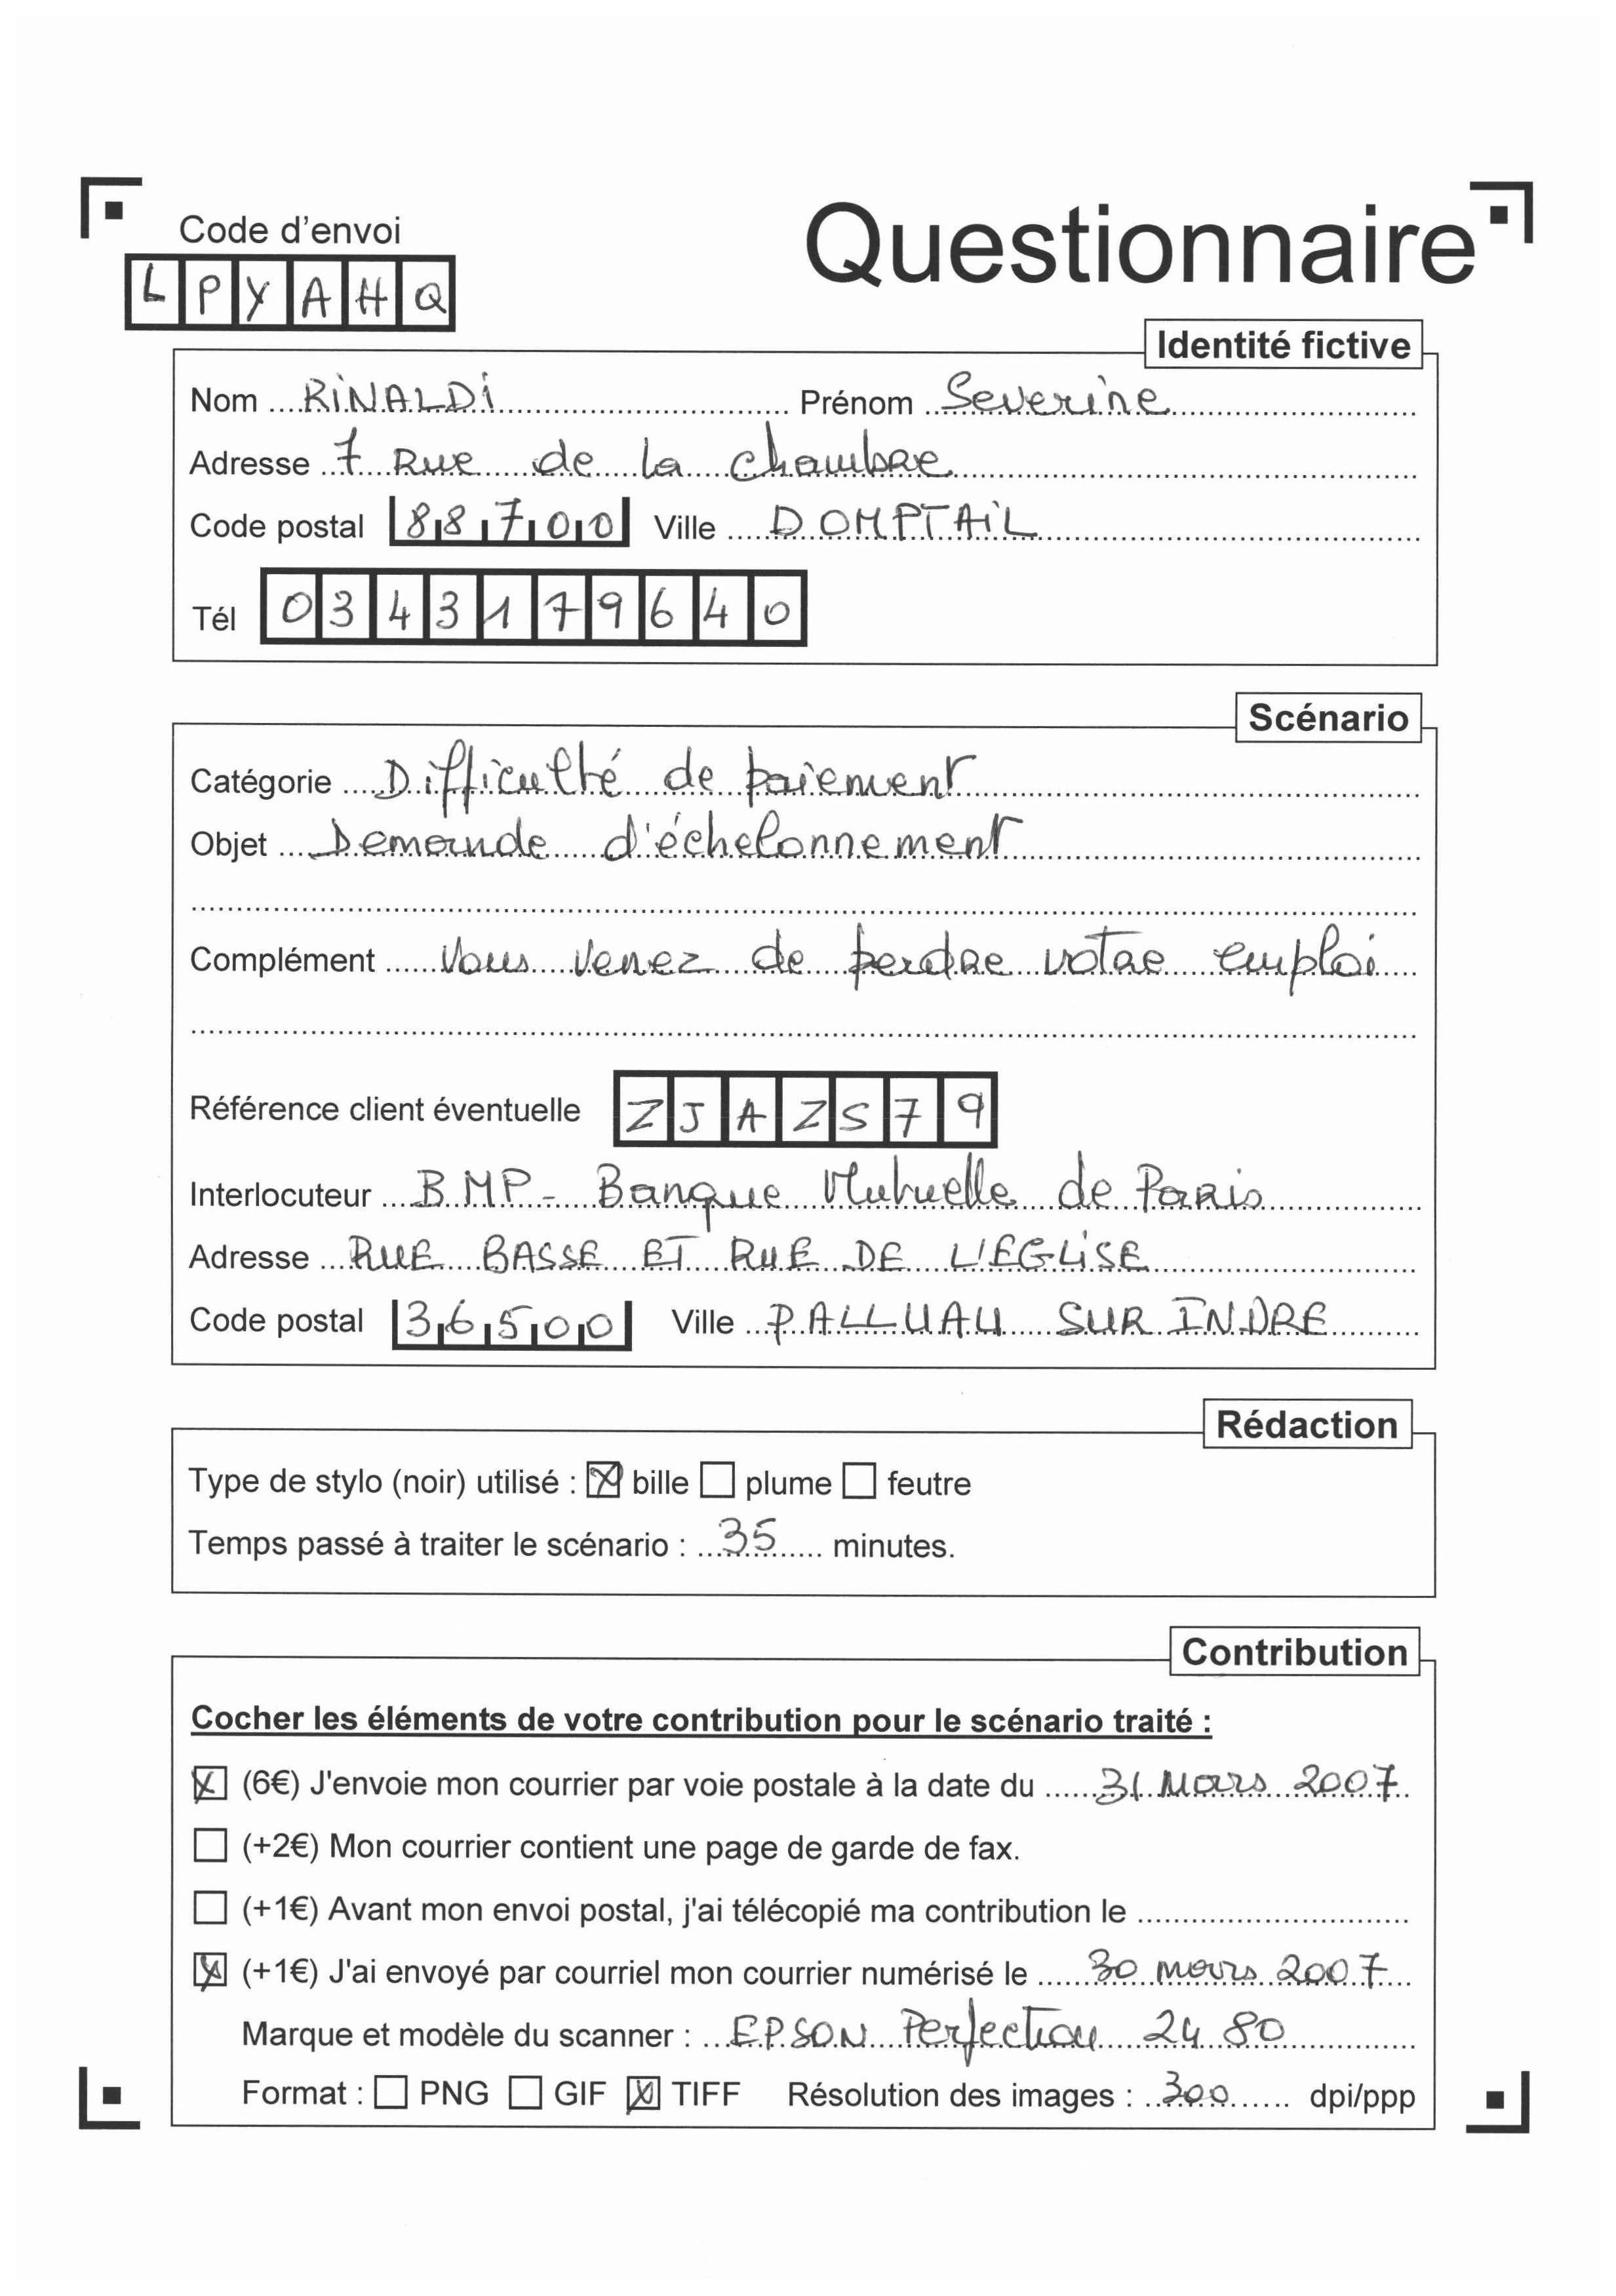 Code d'envoi
Questionnaire
LPYAHQ
Identité fictive
Nom RINALDI Prénom Severine
Adresse 7 Rue de la chambre
Code postal 88700 Ville DOMPTAIL
Tél 0343179640
Scénario
Catégorie Difficulté de paiement
Objet Demande d'échelonnement
Complément Vous venez de perdre votre emploi
Référence client éventuelle ZJAZS79
Interlocuteur BMP - Banque Mutuelle de Paris
Adresse RUE BASSE ET RUE DE L'EGLISE
Code postal 36500 Ville PALLUAU SUR INDRE
Rédaction
Type de stylo (noir) utilisé : ☒ bille ☐ plume ☐ feutre
Temps passé à traiter le scénario : 35 minutes.
Contribution
Cocher les éléments de votre contribution pour le scénario traité :
☒ (6€) J'envoie mon courrier par voie postale à la date du 31 Mars 2007
☐ (+2€) Mon courrier contient une page de garde de fax.
☐ (+1€) Avant mon envoi postal, j'ai télécopié ma contribution le
☒ (+1€) J'ai envoyé par courriel mon courrier numérisé le 30 mars 2007
Marque et modèle du scanner : EPSON Perfection 2480
Format : ☐ PNG ☐ GIF ☒ TIFF Résolution des images : 300 dpi/ppp